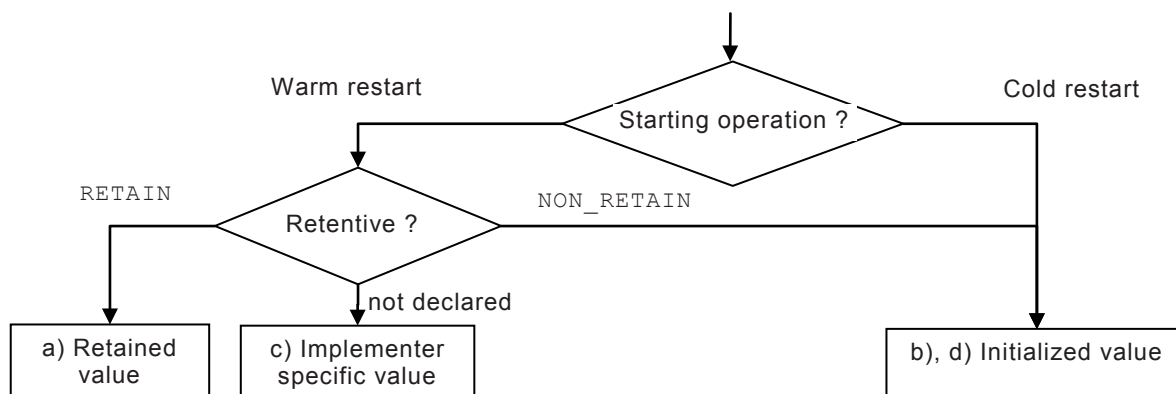 Warm restart
Cold restart
Starting operation ?
RETAIN
NON_RETAIN
Retentive ?
not declared
a) Retained
value
c) Implementer
specific value
b), d) Initialized value